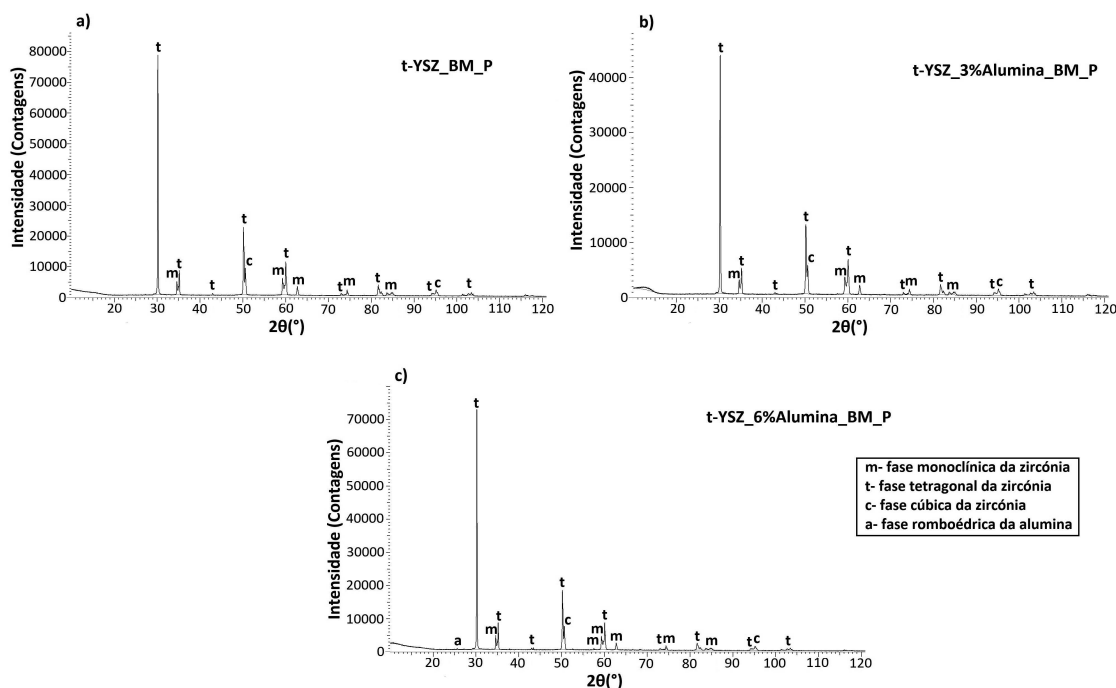 a)
t-YSZ_BM_P
Intensidade (Contagens)
80000
70000
60000
50000
40000
30000
20000
10000
0
t
m
t
t
t
c
m
t
m
t
m
t
m
t
c
t
20 30 40 50 60 70 80 90 100 110 120
2θ(°)
b)
t-YSZ_3%Alumina_BM_P
Intensidade (Contagens)
40000
30000
20000
10000
0
t
m
t
t
t
c
m
t
m
t
m
t
m
t
c
t
20 30 40 50 60 70 80 90 100 110 120
2θ(°)
c)
t-YSZ_6%Alumina_BM_P
Intensidade (Contagens)
70000
60000
50000
40000
30000
20000
10000
0
a
t
m
t
t
t
c
m
m
t
m
t
m
t
m
t
c
t
20 30 40 50 60 70 80 90 100 110 120
2θ(°)
m- fase monoclínica da zircónia
t- fase tetragonal da zircónia
c- fase cúbica da zircónia
a- fase romboédrica da alumina